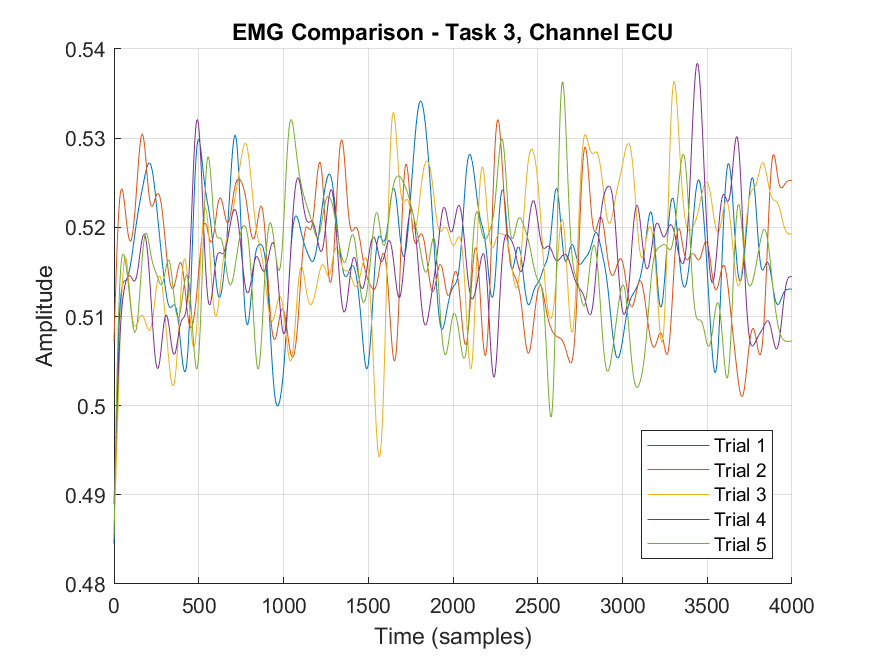 EMG Comparison - Task 3, Channel ECU
0.54
0.53
0.52
0.51
0.5
0.49
0.48
Amplitude
0 500 1000 1500 2000 2500 3000 3500 4000
Time (samples)
Trial 1
Trial 2
Trial 3
Trial 4
Trial 5